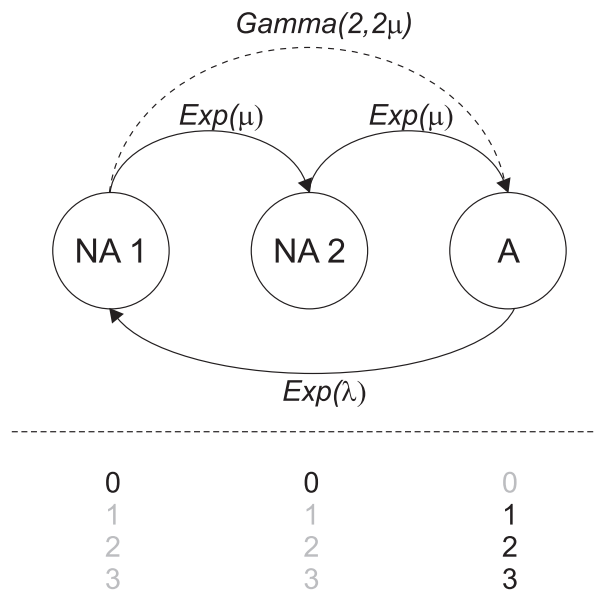 Gamma(2,2μ)
Exp(μ) Exp(μ)
NA 1 NA 2 A
Exp(λ)
0 0 0
1 1 1
2 2 2
3 3 3